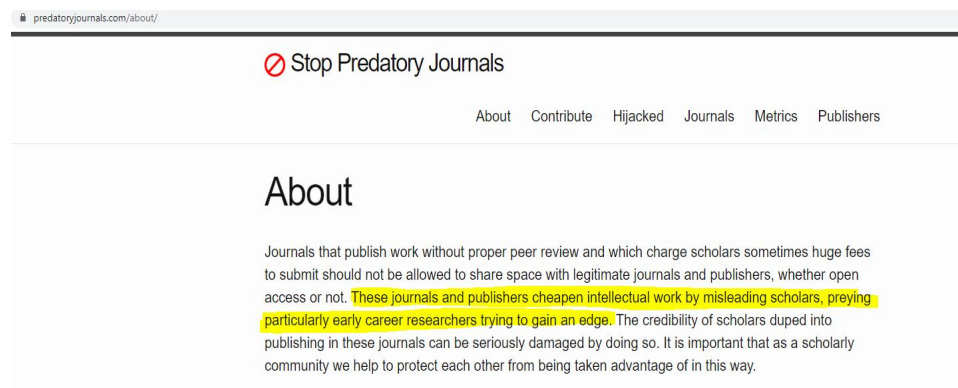 predatoryjournals.com/about/
Stop Predatory Journals
About Contribute Hijacked Journals Metrics Publishers
About
Journals that publish work without proper peer review and which charge scholars sometimes huge fees
to submit should not be allowed to share space with legitimate journals and publishers, whether open
access or not. These journals and publishers cheapen intellectual work by misleading scholars, preying
particularly early career researchers trying to gain an edge. The credibility of scholars duped into
publishing in these journals can be seriously damaged by doing so. It is important that as a scholarly
community we help to protect each other from being taken advantage of in this way.